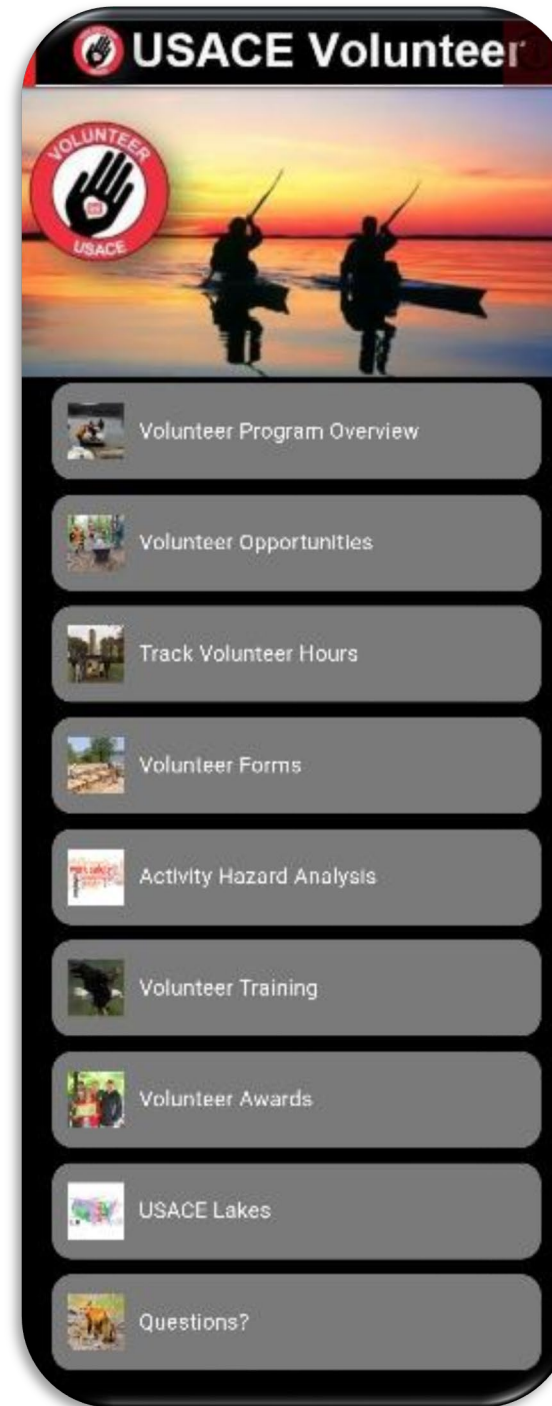 USACE Volunteer
VOLUNTEER
USACE
Volunteer Program Overview
Volunteer Opportunities
Track Volunteer Hours
Volunteer Forms
Activity Hazard Analysis
Volunteer Training
Volunteer Awards
USACE Lakes
Questions?